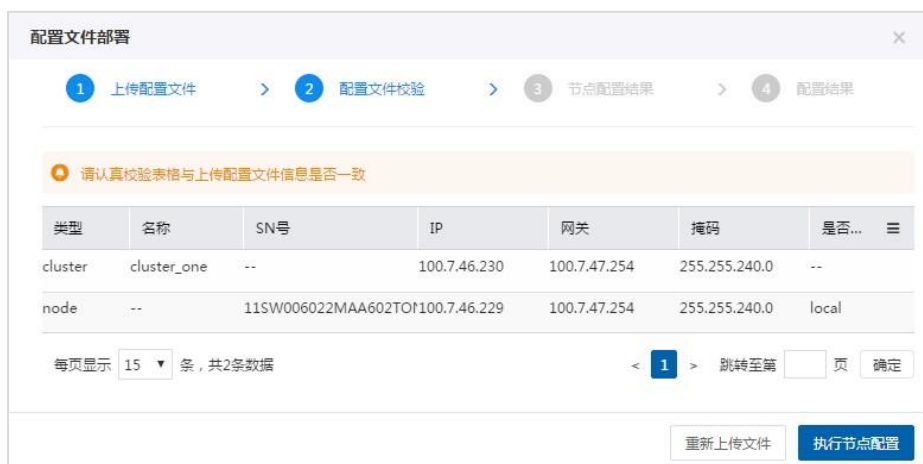 配置文件部署
1 上传配置文件 > 2 配置文件校验 > 3 节点配置结果 > 4 配置结果
请认真校验表格与上传配置文件信息是否一致
类型 名称 SN号 IP 网关 掩码 是否...
cluster cluster_one -- 100.7.46.230 100.7.47.254 255.255.240.0 --
node -- 11SW006022MAA602TO 100.7.46.229 100.7.47.254 255.255.240.0 local
每页显示 15 条，共2条数据 < 1 > 跳转至第 页 确定
重新上传文件 执行节点配置